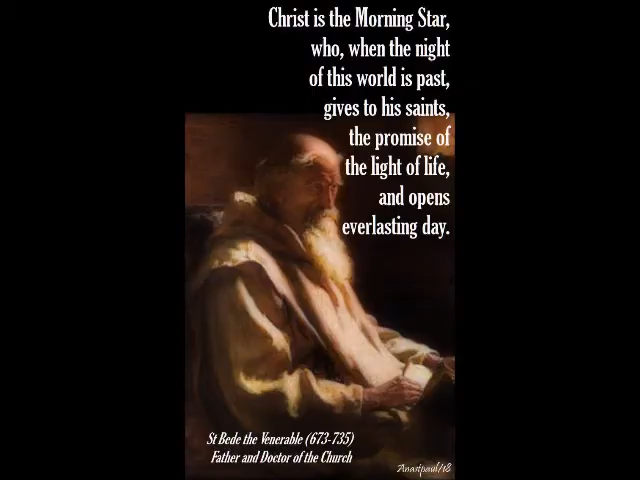 Christ is the Morning Star,
who, when the night
of this world is past,
gives to his saints,
the promise of
the light of life,
and opens
everlasting day.
St Bede the Venerable (673-735)
Father and Doctor of the Church
Anastpaul/18